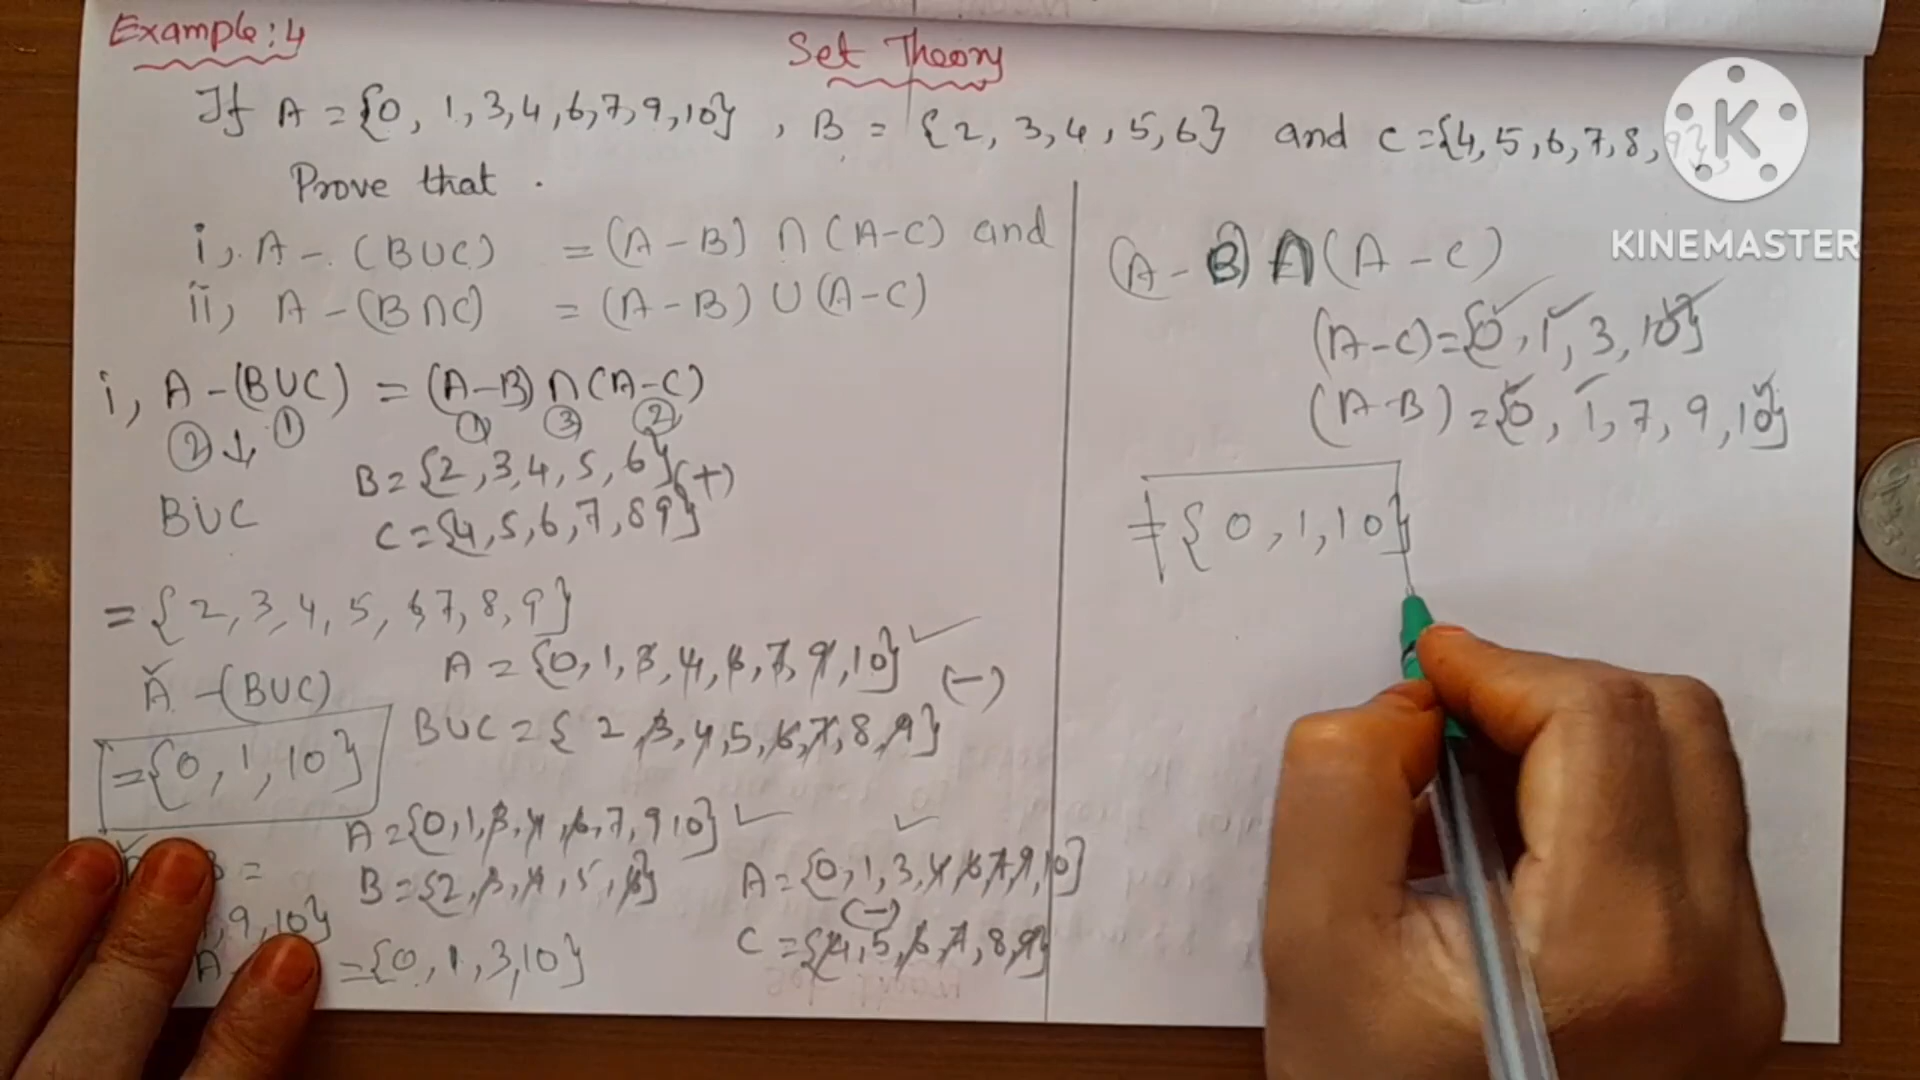 Example: 4
Set Theory
If A = {0, 1, 3, 4, 6, 7, 9, 10}, B = {2, 3, 4, 5, 6} and C = {4, 5, 6, 7, 8, 9},
Prove that .
i, A - (B∪C) = (A-B) ∩ (A-C) and
ii, A - (B∩C) = (A-B) ∪ (A-C)
i, A - (B∪C) = (A-B) ∩ (A-C)
② ↓ ① ① ③ ②
B = {2, 3, 4, 5, 6} (+)
B∪C
C = {4, 5, 6, 7, 8 9}
= {2, 3, 4, 5, 6, 7, 8, 9}
A = {0, 1, 3, 4, 6, 7, 9, 10} ✓
A - (B∪C) (-)
B∪C = { 2, 3, 4, 5, 6, 7, 8, 9}
= {0, 1, 10}
A = {0, 1, 3, 4, 6, 7, 9 10} ✓
B = {2, 3, 4, 5, 6}
B =
, 9, 10}
A = {0, 1, 3, 10}
A = {0, 1, 3, 4, 6, 7, 9, 10}
(-)
C = {4, 5, 6, 7, 8, 9}
(A - B) ∩ (A - C)
(A-C) = {0, 1, 3, 10}
(A-B) = {0, 1, 7, 9, 10}
= {0, 1, 10}
K
KINEMASTER